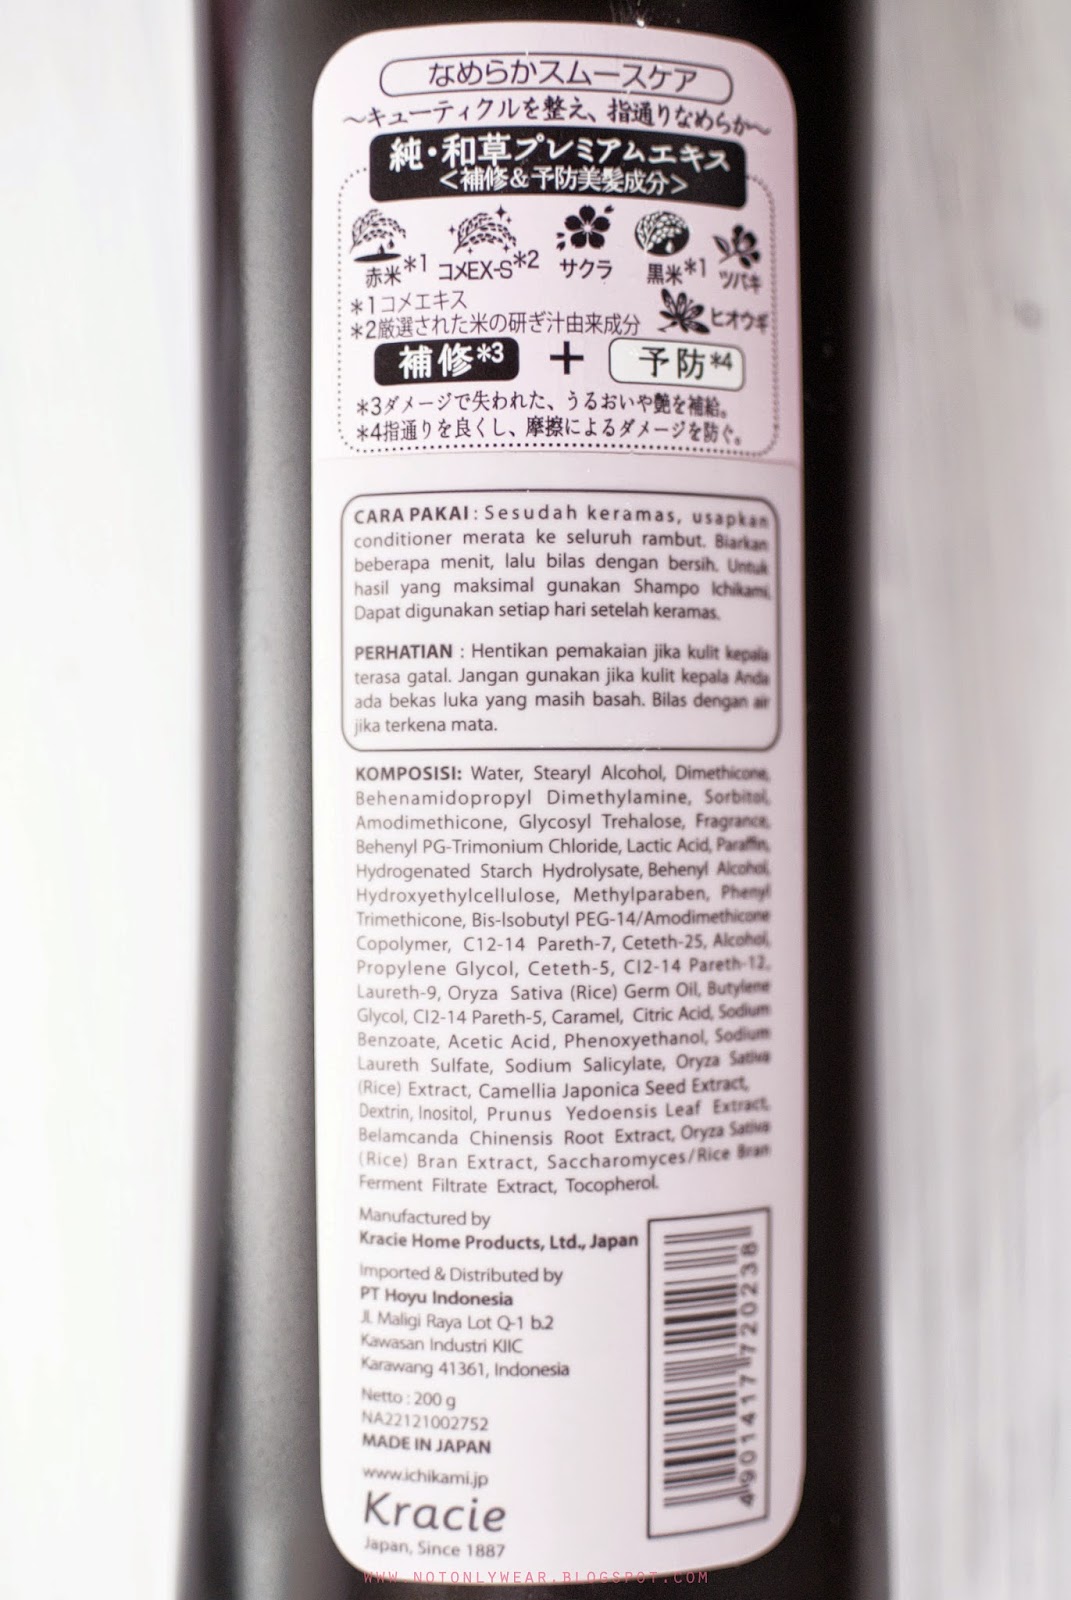 なめらかスムースケア
〜キューティクルを整え、指通りなめらか〜
純・和草プレミアムエキス
＜補修＆予防美髪成分＞
赤米*1 コメEX-S*2 サクラ 黒米*1 ツバキ
*1コメエキス
*2厳選された米の研ぎ汁由来成分 ヒオウギ
補修*3 + 予防*4
*3ダメージで失われた、うるおいや艶を補給。
*4指通りを良くし、摩擦によるダメージを防ぐ。
CARA PAKAI : Sesudah keramas, usapkan
conditioner merata ke seluruh rambut. Biarkan
beberapa menit, lalu bilas dengan bersih. Untuk
hasil yang maksimal gunakan Shampo Ichikami.
Dapat digunakan setiap hari setelah keramas.
PERHATIAN : Hentikan pemakaian jika kulit kepala
terasa gatal. Jangan gunakan jika kulit kepala Anda
ada bekas luka yang masih basah. Bilas dengan air
jika terkena mata.
KOMPOSISI: Water, Stearyl Alcohol, Dimethicone,
Behenamidopropyl Dimethylamine, Sorbitol,
Amodimethicone, Glycosyl Trehalose, Fragrance,
Behenyl PG-Trimonium Chloride, Lactic Acid, Paraffin,
Hydrogenated Starch Hydrolysate, Behenyl Alcohol,
Hydroxyethylcellulose, Methylparaben, Phenyl
Trimethicone, Bis-Isobutyl PEG-14/Amodimethicone
Copolymer, C12-14 Pareth-7, Ceteth-25, Alcohol,
Propylene Glycol, Ceteth-5, CI2-14 Pareth-12,
Laureth-9, Oryza Sativa (Rice) Germ Oil, Butylene
Glycol, CI2-14 Pareth-5, Caramel, Citric Acid, Sodium
Benzoate, Acetic Acid, Phenoxyethanol, Sodium
Laureth Sulfate, Sodium Salicylate, Oryza Sativa
(Rice) Extract, Camellia Japonica Seed Extract,
Dextrin, Inositol, Prunus Yedoensis Leaf Extract,
Belamcanda Chinensis Root Extract, Oryza Sativa
(Rice) Bran Extract, Saccharomyces/Rice Bran
Ferment Filtrate Extract, Tocopherol.
Manufactured by
Kracie Home Products, Ltd., Japan
Imported & Distributed by
PT Hoyu Indonesia
Jl. Maligi Raya Lot Q-1 b.2
Kawasan Industri KIIC
Karawang 41361, Indonesia
Netto : 200 g
NA22121002752
MADE IN JAPAN
www.ichikami.jp
Kracie
Japan, Since 1887
4901417720238
WWW.NOTONLYWEAR.BLOGSPOT.COM